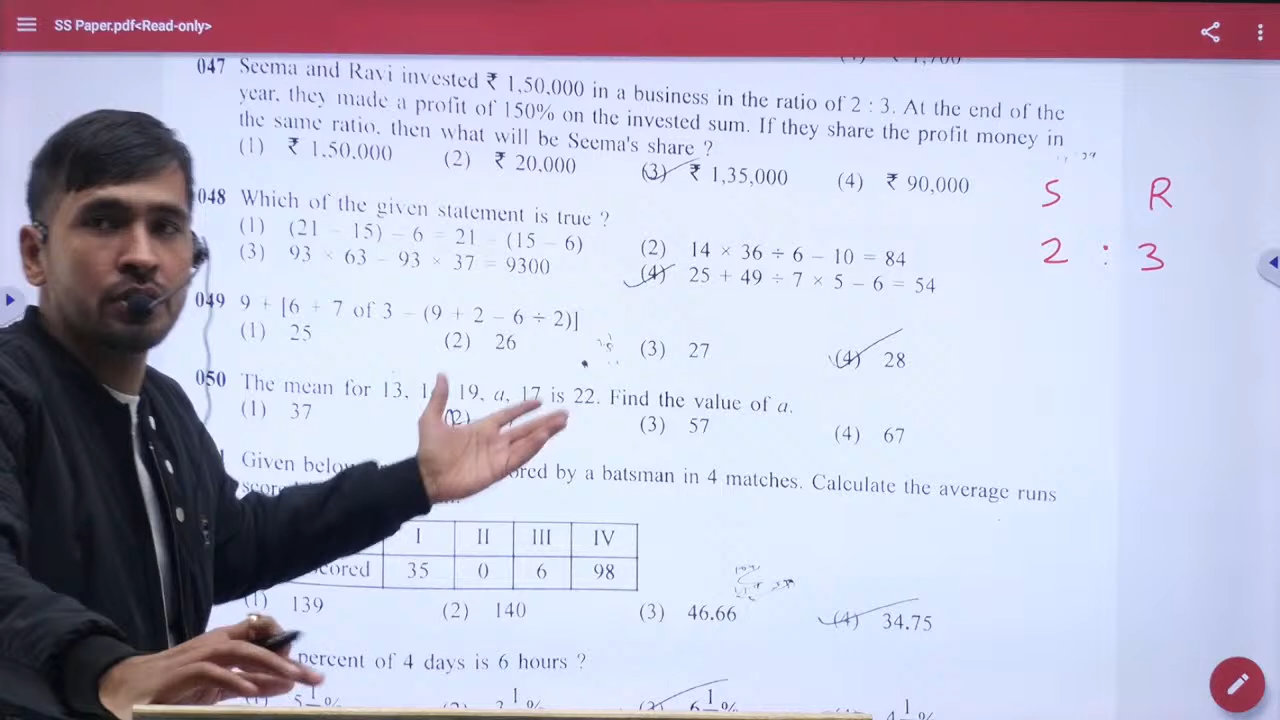 SS Paper.pdf<Read-only>
047 Seema and Ravi invested ₹ 1,50,000 in a business in the ratio of 2 : 3. At the end of the
year, they made a profit of 150% on the invested sum. If they share the profit money in
the same ratio, then what will be Seema's share ?
(1) ₹ 1,50,000 (2) ₹ 20,000 (3) ₹ 1,35,000 (4) ₹ 90,000
S R
2 : 3
048 Which of the given statement is true ?
(1) (21 – 15) – 6 = 21 – (15 – 6) (2) 14 × 36 ÷ 6 – 10 = 84
(3) 93 × 63 – 93 × 37 = 9300 (4) 25 + 49 ÷ 7 × 5 – 6 = 54
049 9 + [6 + 7 of 3 – (9 + 2 – 6 ÷ 2)]
(1) 25 (2) 26 (3) 27 (4) 28
050 The mean for 13, 19, a, 17 is 22. Find the value of a.
(1) 37 (2) (3) 57 (4) 67
Given below by a batsman in 4 matches. Calculate the average runs
I II III IV
35 0 6 98
(1) 139 (2) 140 (3) 46.66 (4) 34.75
percent of 4 days is 6 hours ?
(3) 6 1